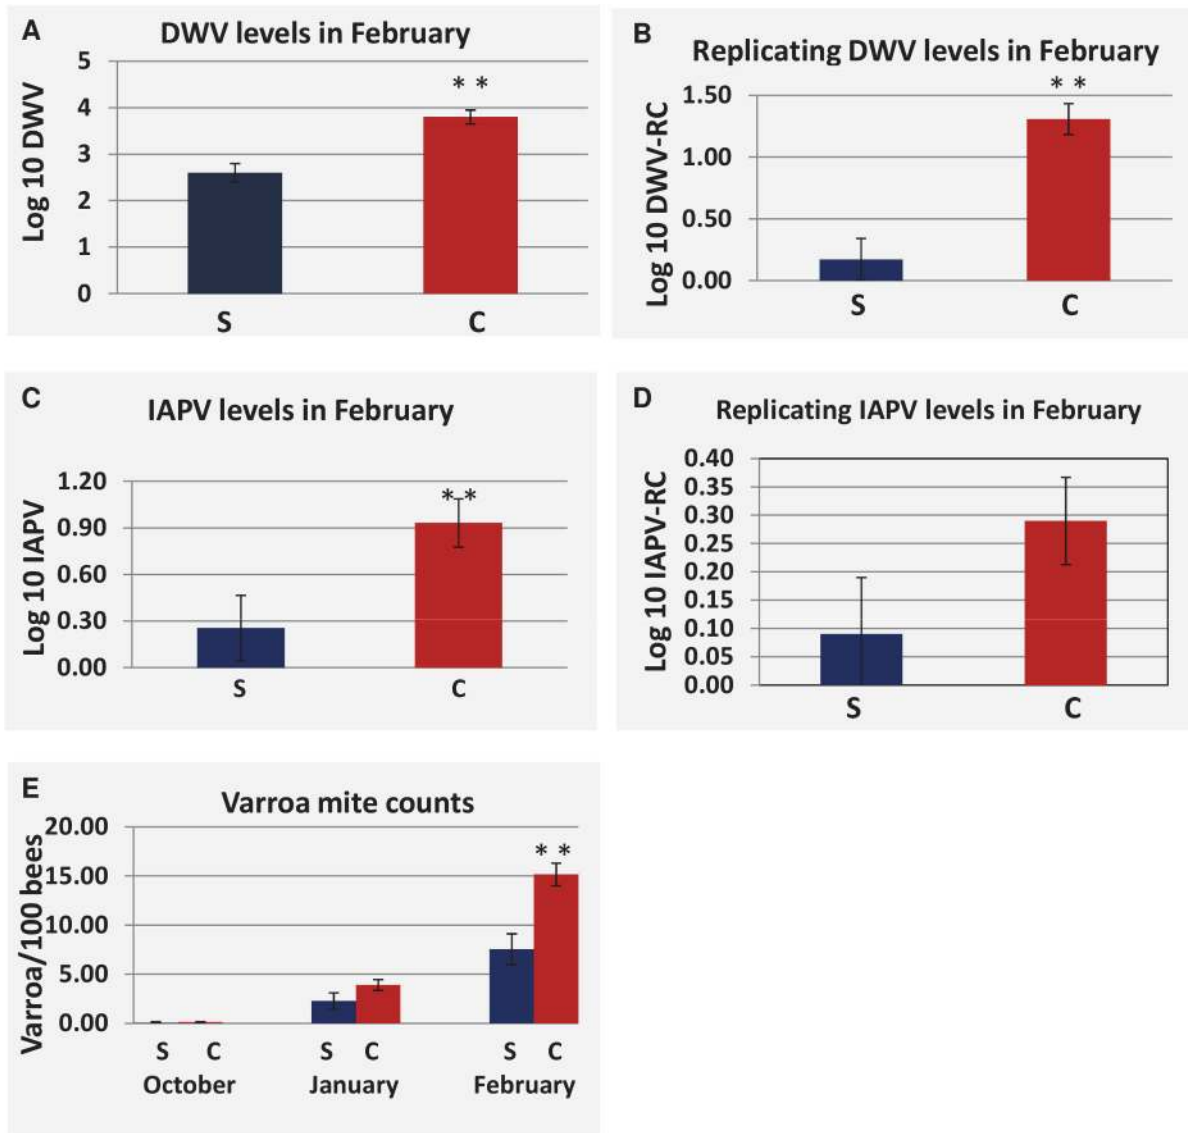 A
DWV levels in February
Log 10 DWV
5
4
3
2
1
0
* *
S C
B
Replicating DWV levels in February
Log 10 DWV-RC
1.50
1.00
0.50
0.00
* *
S C
C
IAPV levels in February
Log 10 IAPV
1.20
0.90
0.60
0.30
0.00
* *
S C
D
Replicating IAPV levels in February
Log 10 IAPV-RC
0.40
0.35
0.30
0.25
0.20
0.15
0.10
0.05
0.00
S C
E
Varroa mite counts
Varroa/100 bees
20.00
15.00
10.00
5.00
0.00
* *
S C S C S C
October January February